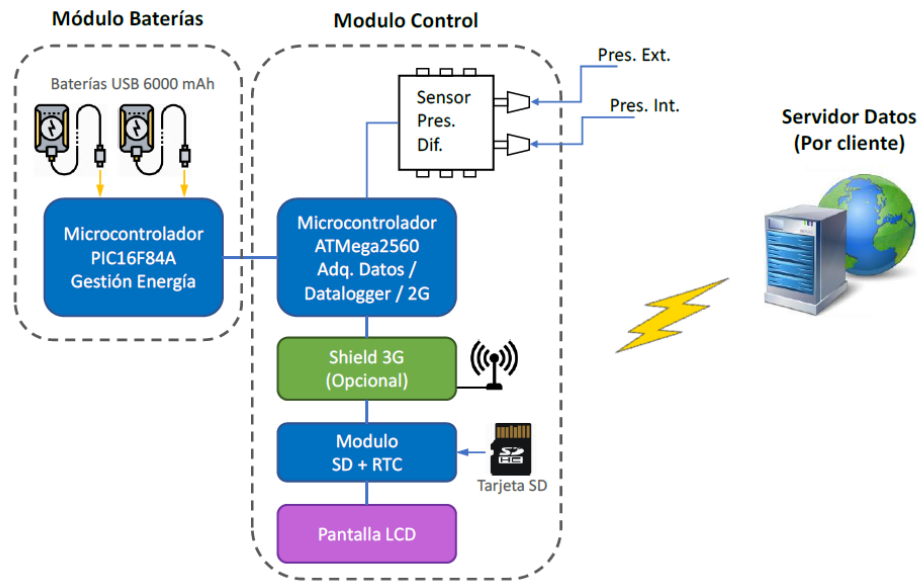 Módulo Baterías
Baterías USB 6000 mAh
Microcontrolador
PIC16F84A
Gestión Energía
Modulo Control
Sensor
Pres.
Dif.
Pres. Ext.
Pres. Int.
Microcontrolador
ATMega2560
Adq. Datos /
Datalogger / 2G
Shield 3G
(Opcional)
Modulo
SD + RTC
SD
HC
Tarjeta SD
Pantalla LCD
Servidor Datos
(Por cliente)